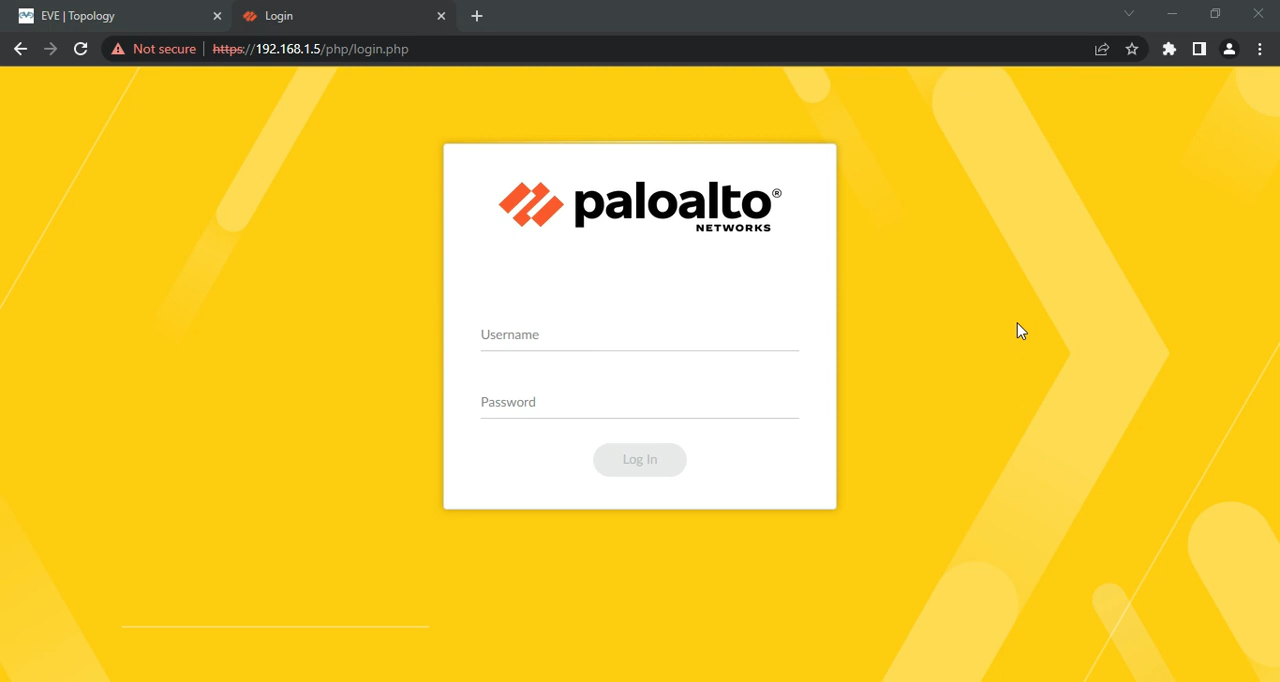 EVE | Topology
Login
Not secure
https://192.168.1.5/php/login.php
paloalto®
NETWORKS
Username
Password
Log In